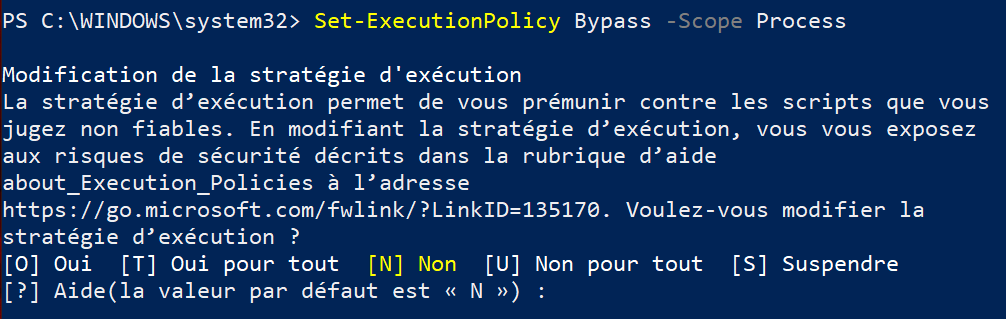 PS C:\WINDOWS\system32> Set-ExecutionPolicy Bypass -Scope Process
Modification de la stratégie d'exécution
La stratégie d’exécution permet de vous prémunir contre les scripts que vous
jugez non fiables. En modifiant la stratégie d’exécution, vous vous exposez
aux risques de sécurité décrits dans la rubrique d’aide
about_Execution_Policies à l’adresse
https://go.microsoft.com/fwlink/?LinkID=135170. Voulez-vous modifier la
stratégie d’exécution ?
[O] Oui  [T] Oui pour tout  [N] Non  [U] Non pour tout  [S] Suspendre
[?] Aide(la valeur par défaut est « N ») :